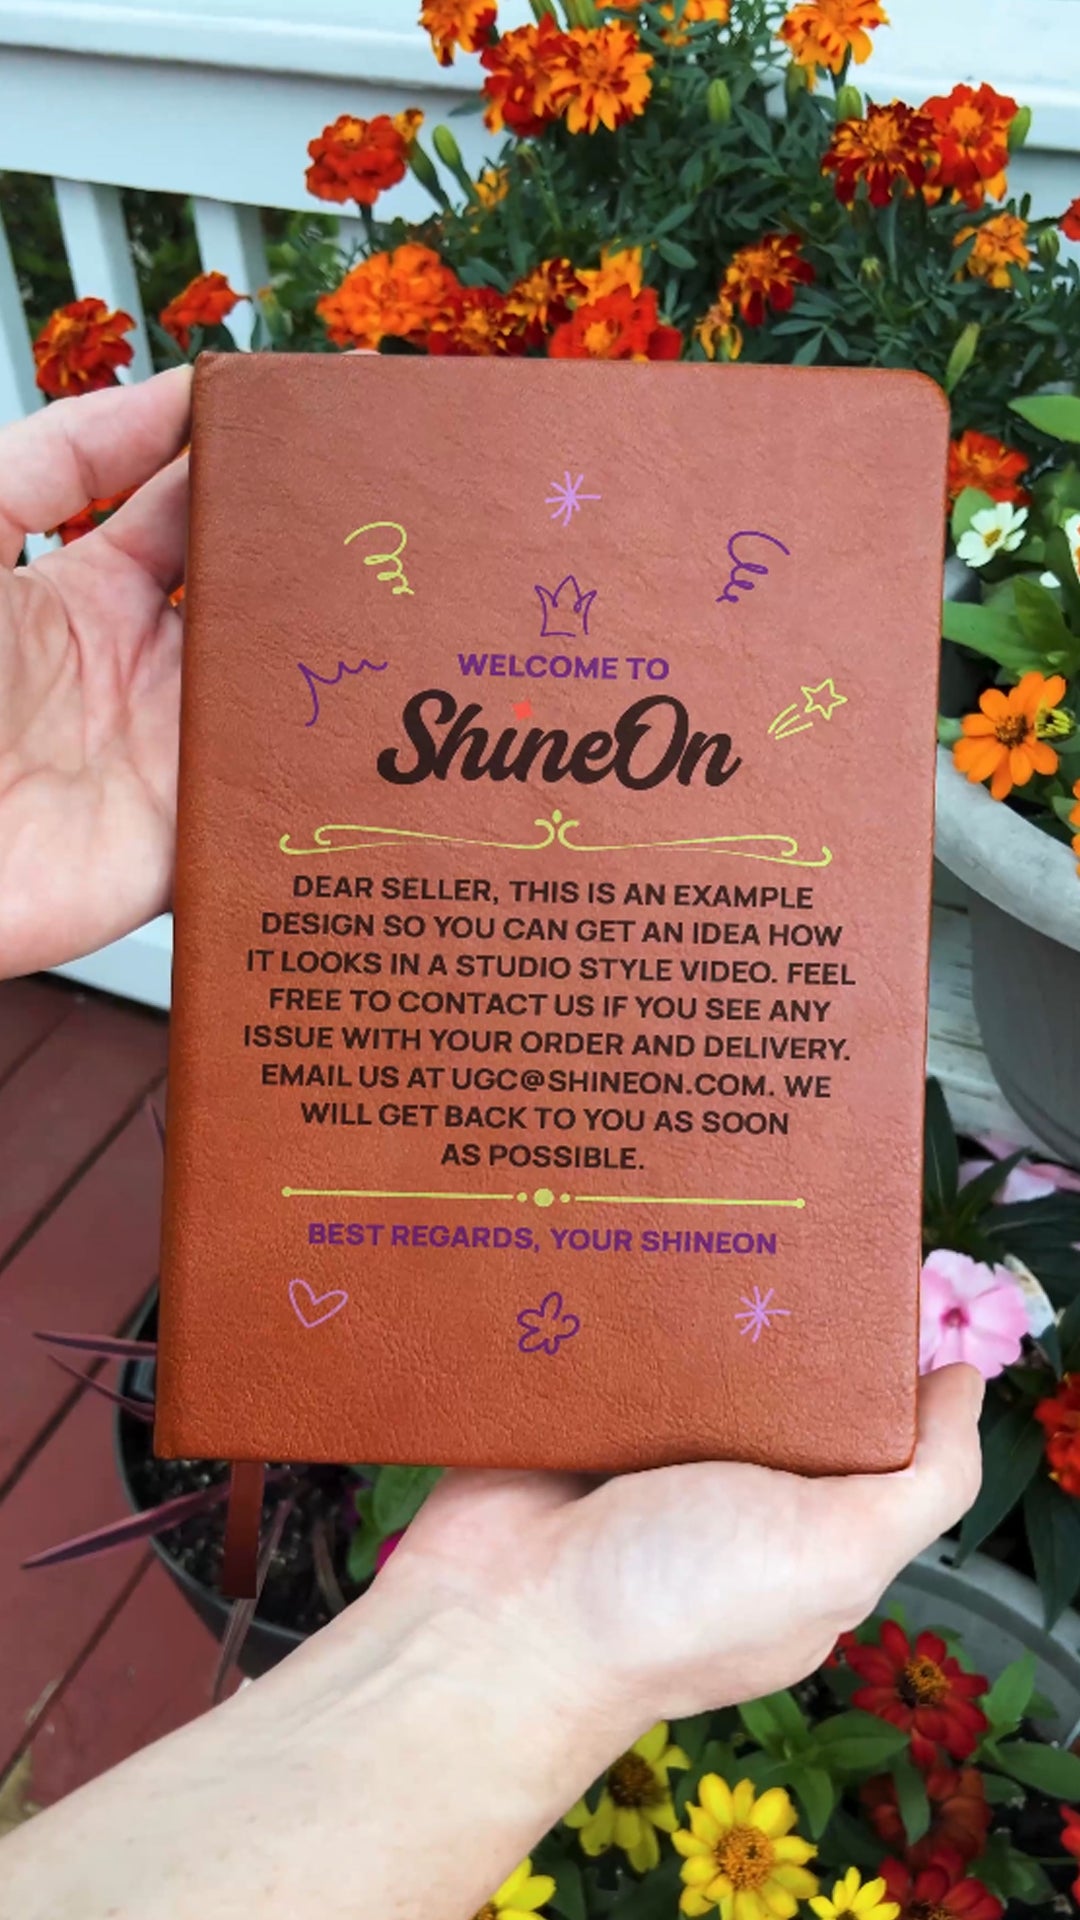 WELCOME TO
ShineOn
DEAR SELLER, THIS IS AN EXAMPLE
DESIGN SO YOU CAN GET AN IDEA HOW
IT LOOKS IN A STUDIO STYLE VIDEO. FEEL
FREE TO CONTACT US IF YOU SEE ANY
ISSUE WITH YOUR ORDER AND DELIVERY.
EMAIL US AT UGC@SHINEON.COM. WE
WILL GET BACK TO YOU AS SOON
AS POSSIBLE.
BEST REGARDS, YOUR SHINEON